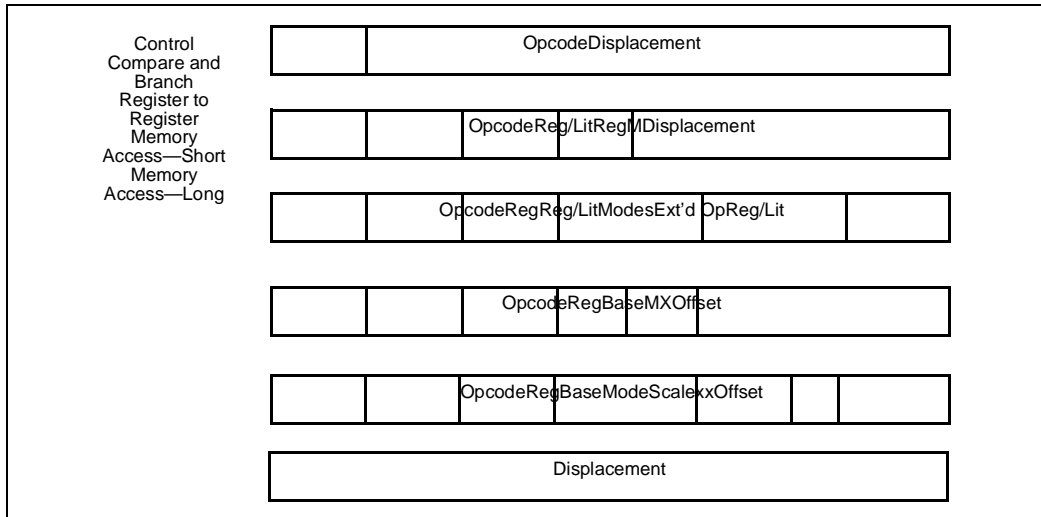 Control
Compare and
Branch
Register to
Register
Memory
Access—Short
Memory
Access—Long
OpcodeDisplacement
OpcodeReg/LitRegMDisplacement
OpcodeRegReg/LitModesExt'd OpReg/Lit
OpcodeRegBaseMXOffset
OpcodeRegBaseModeScalexxOffset
Displacement